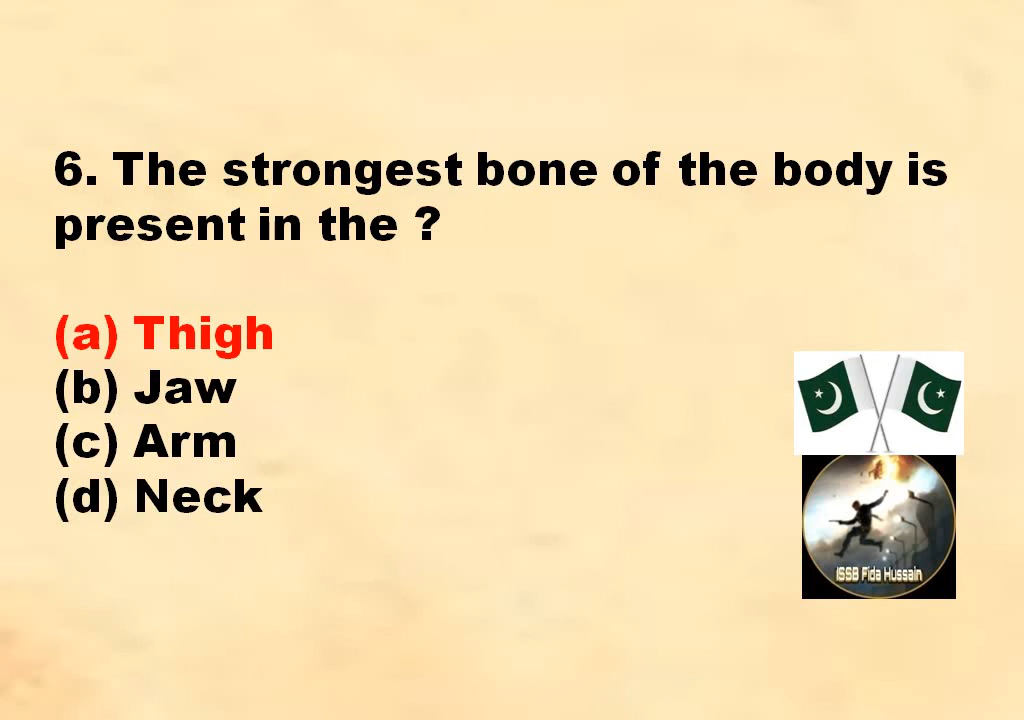 6. The strongest bone of the body is
present in the ?
(a) Thigh
(b) Jaw
(c) Arm
(d) Neck
ISSB Fida Hussain